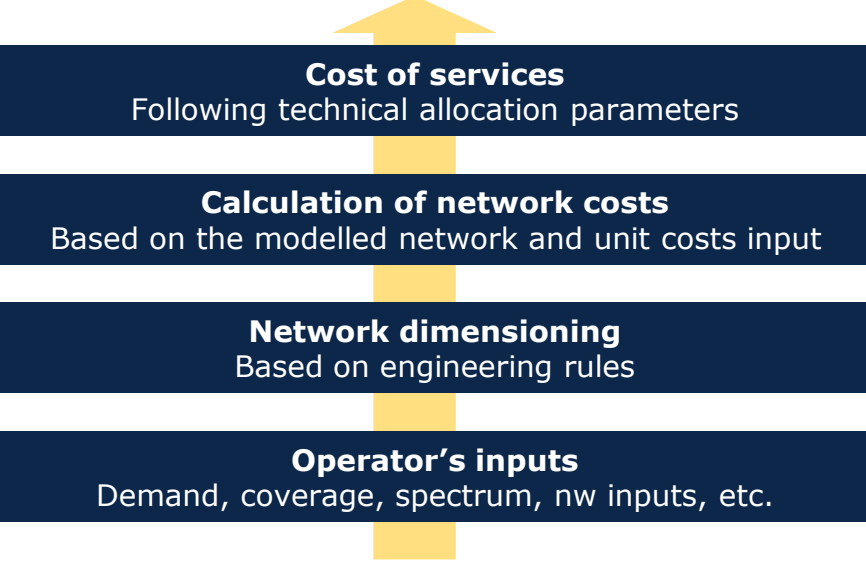 Cost of services
Following technical allocation parameters
Calculation of network costs
Based on the modelled network and unit costs input
Network dimensioning
Based on engineering rules
Operator’s inputs
Demand, coverage, spectrum, nw inputs, etc.